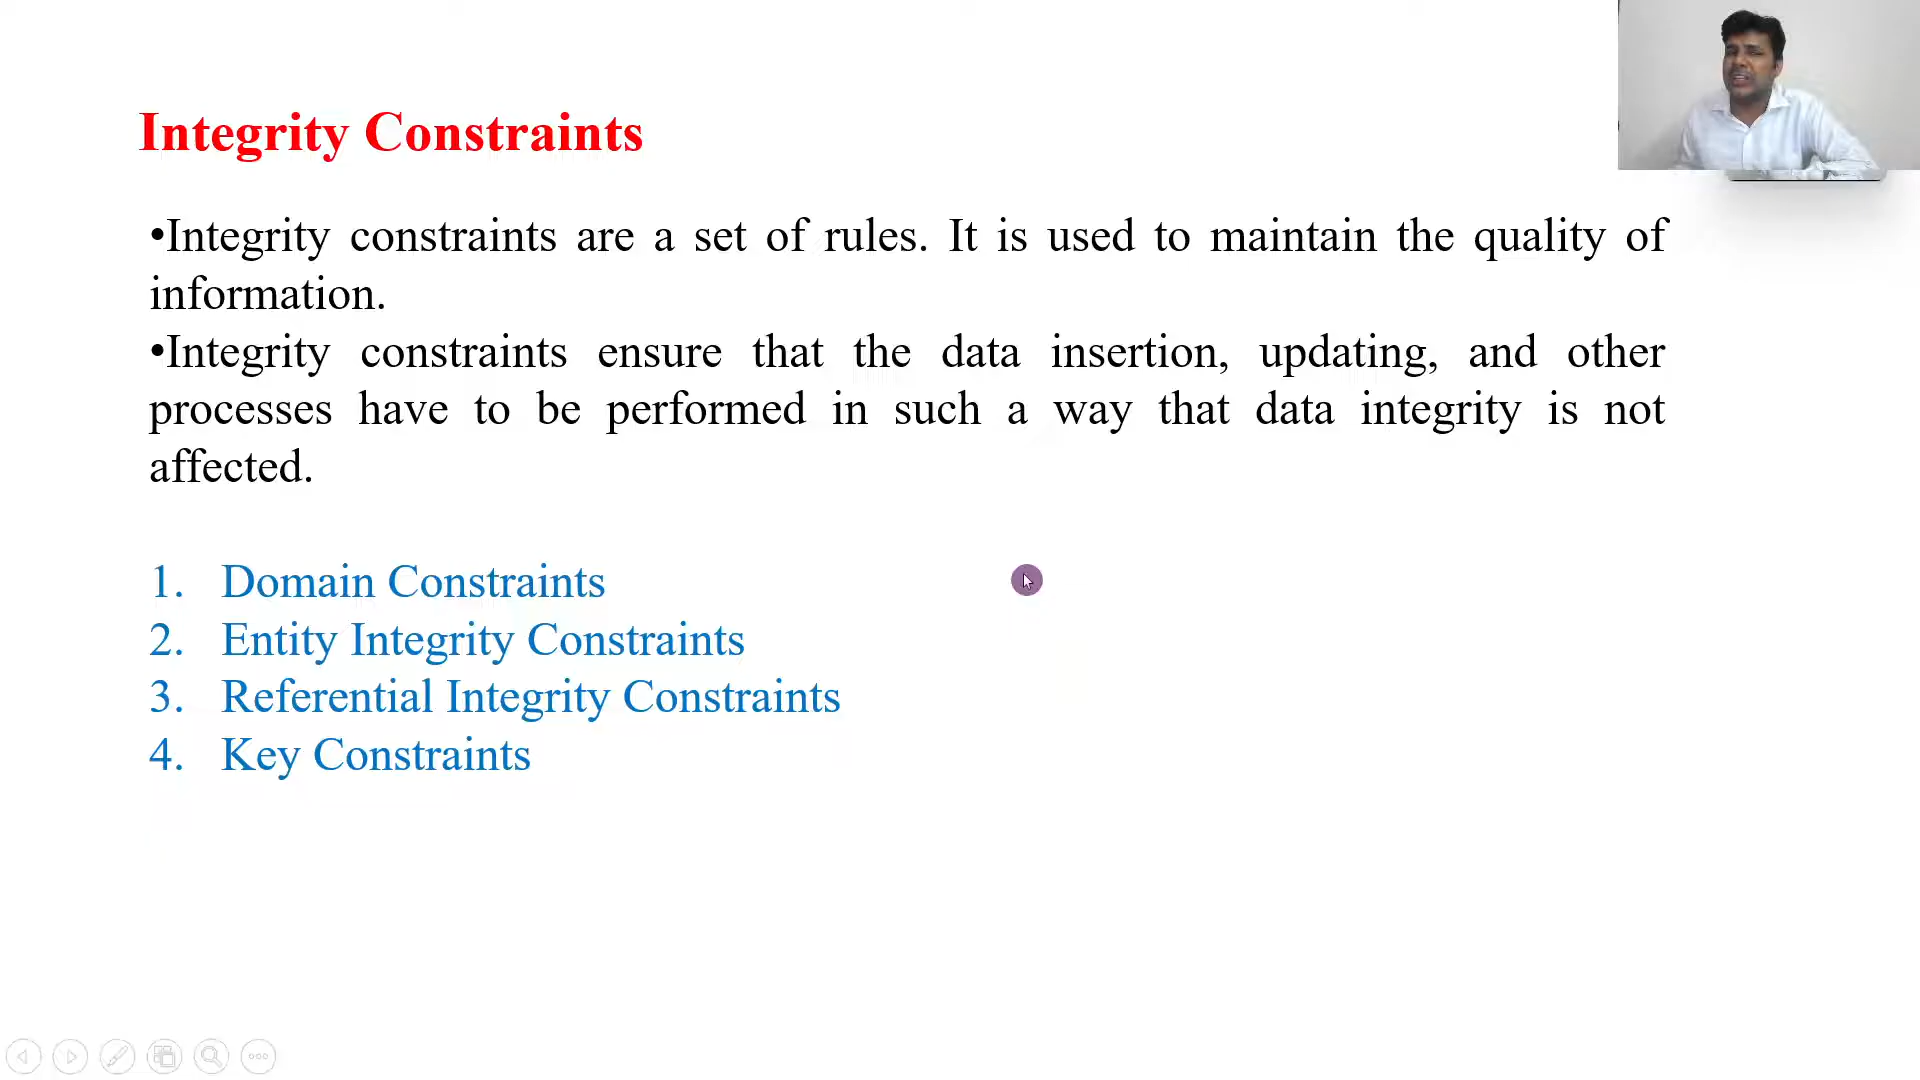 Integrity Constraints
•Integrity constraints are a set of rules. It is used to maintain the quality of
information.
•Integrity constraints ensure that the data insertion, updating, and other
processes have to be performed in such a way that data integrity is not
affected.
1. Domain Constraints
2. Entity Integrity Constraints
3. Referential Integrity Constraints
4. Key Constraints